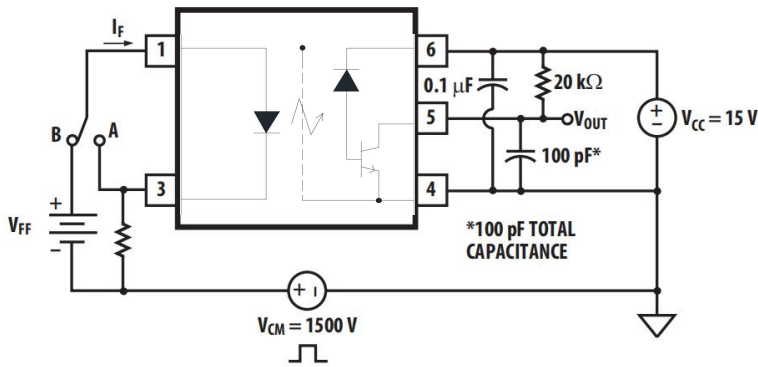 I_F
1
6
0.1 μF
20 kΩ
5
V_OUT
+
−
V_CC = 15 V
B
A
100 pF*
3
4
+
V_FF
−
*100 pF TOTAL
CAPACITANCE
+
−
V_CM = 1500 V